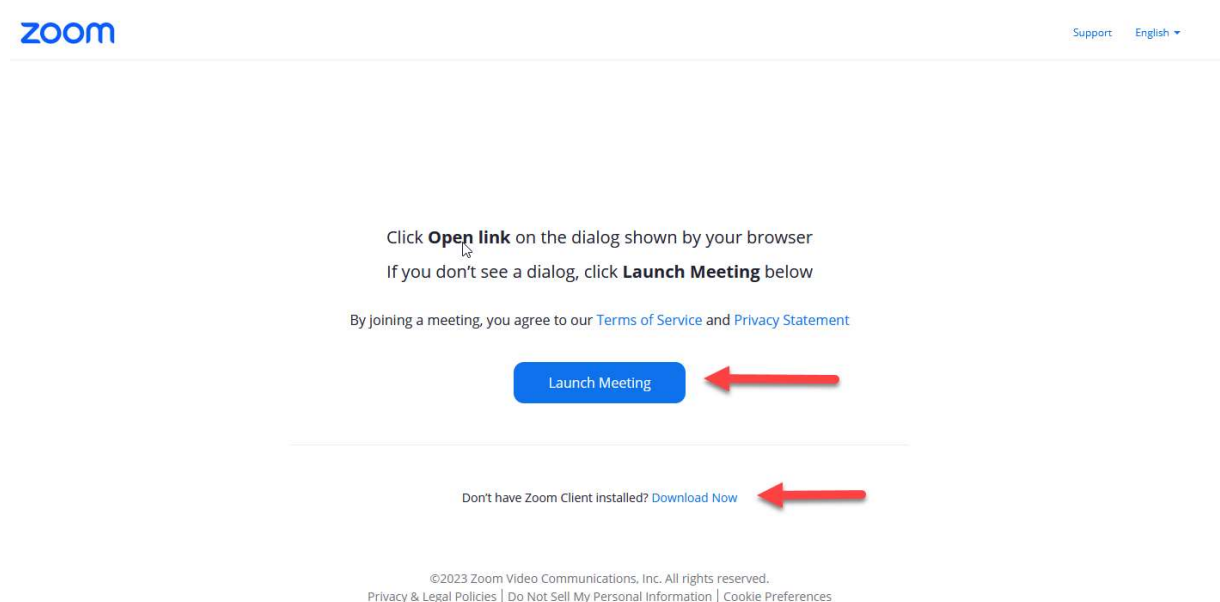 zoom
Support English
Click Open link on the dialog shown by your browser
If you don't see a dialog, click Launch Meeting below
By joining a meeting, you agree to our Terms of Service and Privacy Statement
Launch Meeting
Don't have Zoom Client installed? Download Now
©2023 Zoom Video Communications, Inc. All rights reserved.
Privacy & Legal Policies | Do Not Sell My Personal Information | Cookie Preferences